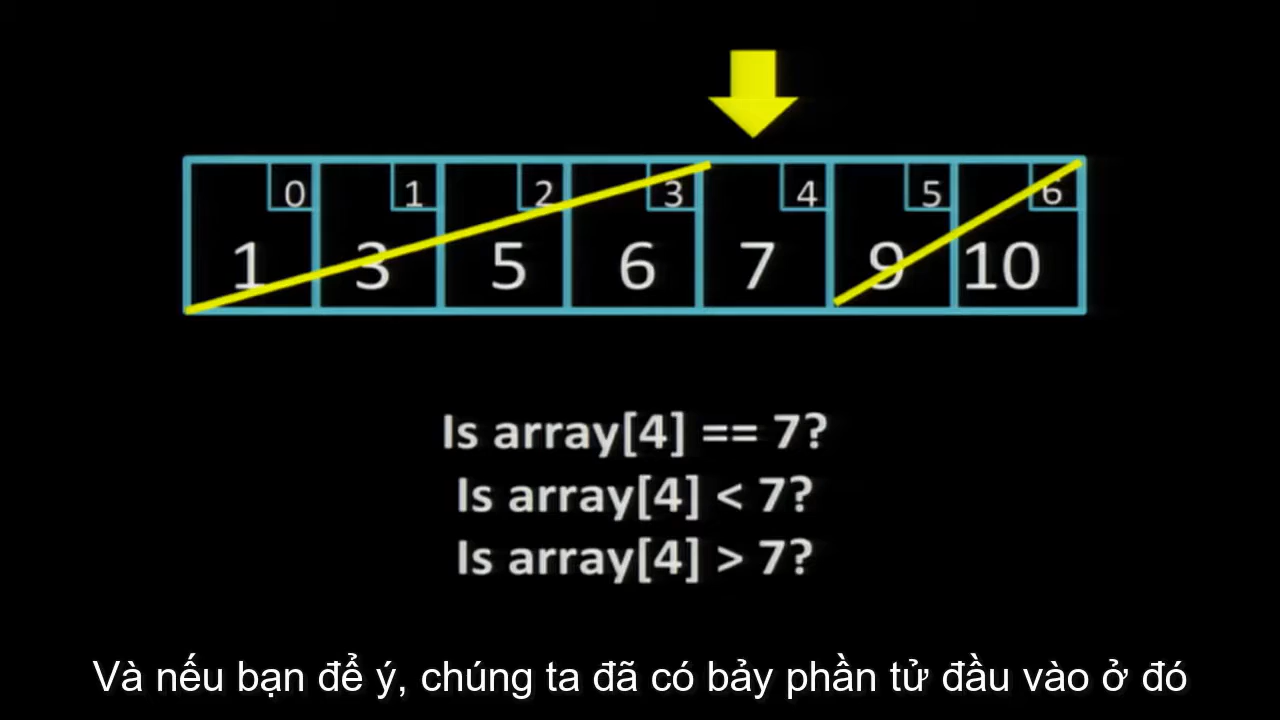 0 1 2 3 4 5 6
1 3 5 6 7 9 10
Is array[4] == 7?
Is array[4] < 7?
Is array[4] > 7?
Và nếu bạn để ý, chúng ta đã có bảy phần tử đầu vào ở đó